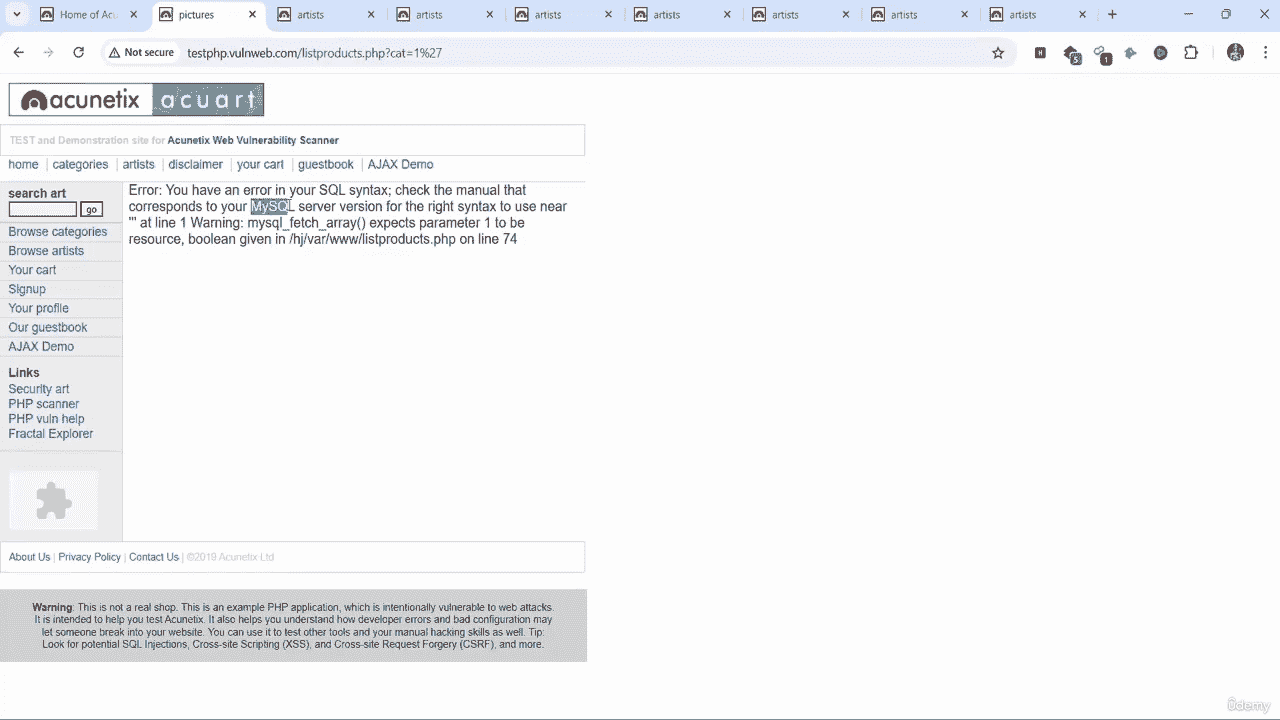 Home of Acu
pictures
artists
artists
artists
artists
artists
artists
artists
Not secure
testphp.vulnweb.com/listproducts.php?cat=1%27
H
5
1
acunetix acuart
TEST and Demonstration site for Acunetix Web Vulnerability Scanner
home | categories | artists | disclaimer | your cart | guestbook | AJAX Demo
search art
go
Browse categories
Browse artists
Your cart
Signup
Your profile
Our guestbook
AJAX Demo
Links
Security art
PHP scanner
PHP vuln help
Fractal Explorer
Error: You have an error in your SQL syntax; check the manual that
corresponds to your MySQL server version for the right syntax to use near
''' at line 1 Warning: mysql_fetch_array() expects parameter 1 to be
resource, boolean given in /hj/var/www/listproducts.php on line 74
About Us | Privacy Policy | Contact Us | ©2019 Acunetix Ltd
Warning: This is not a real shop. This is an example PHP application, which is intentionally vulnerable to web attacks.
It is intended to help you test Acunetix. It also helps you understand how developer errors and bad configuration may
let someone break into your website. You can use it to test other tools and your manual hacking skills as well. Tip:
Look for potential SQL Injections, Cross-site Scripting (XSS), and Cross-site Request Forgery (CSRF), and more.
ûdemy